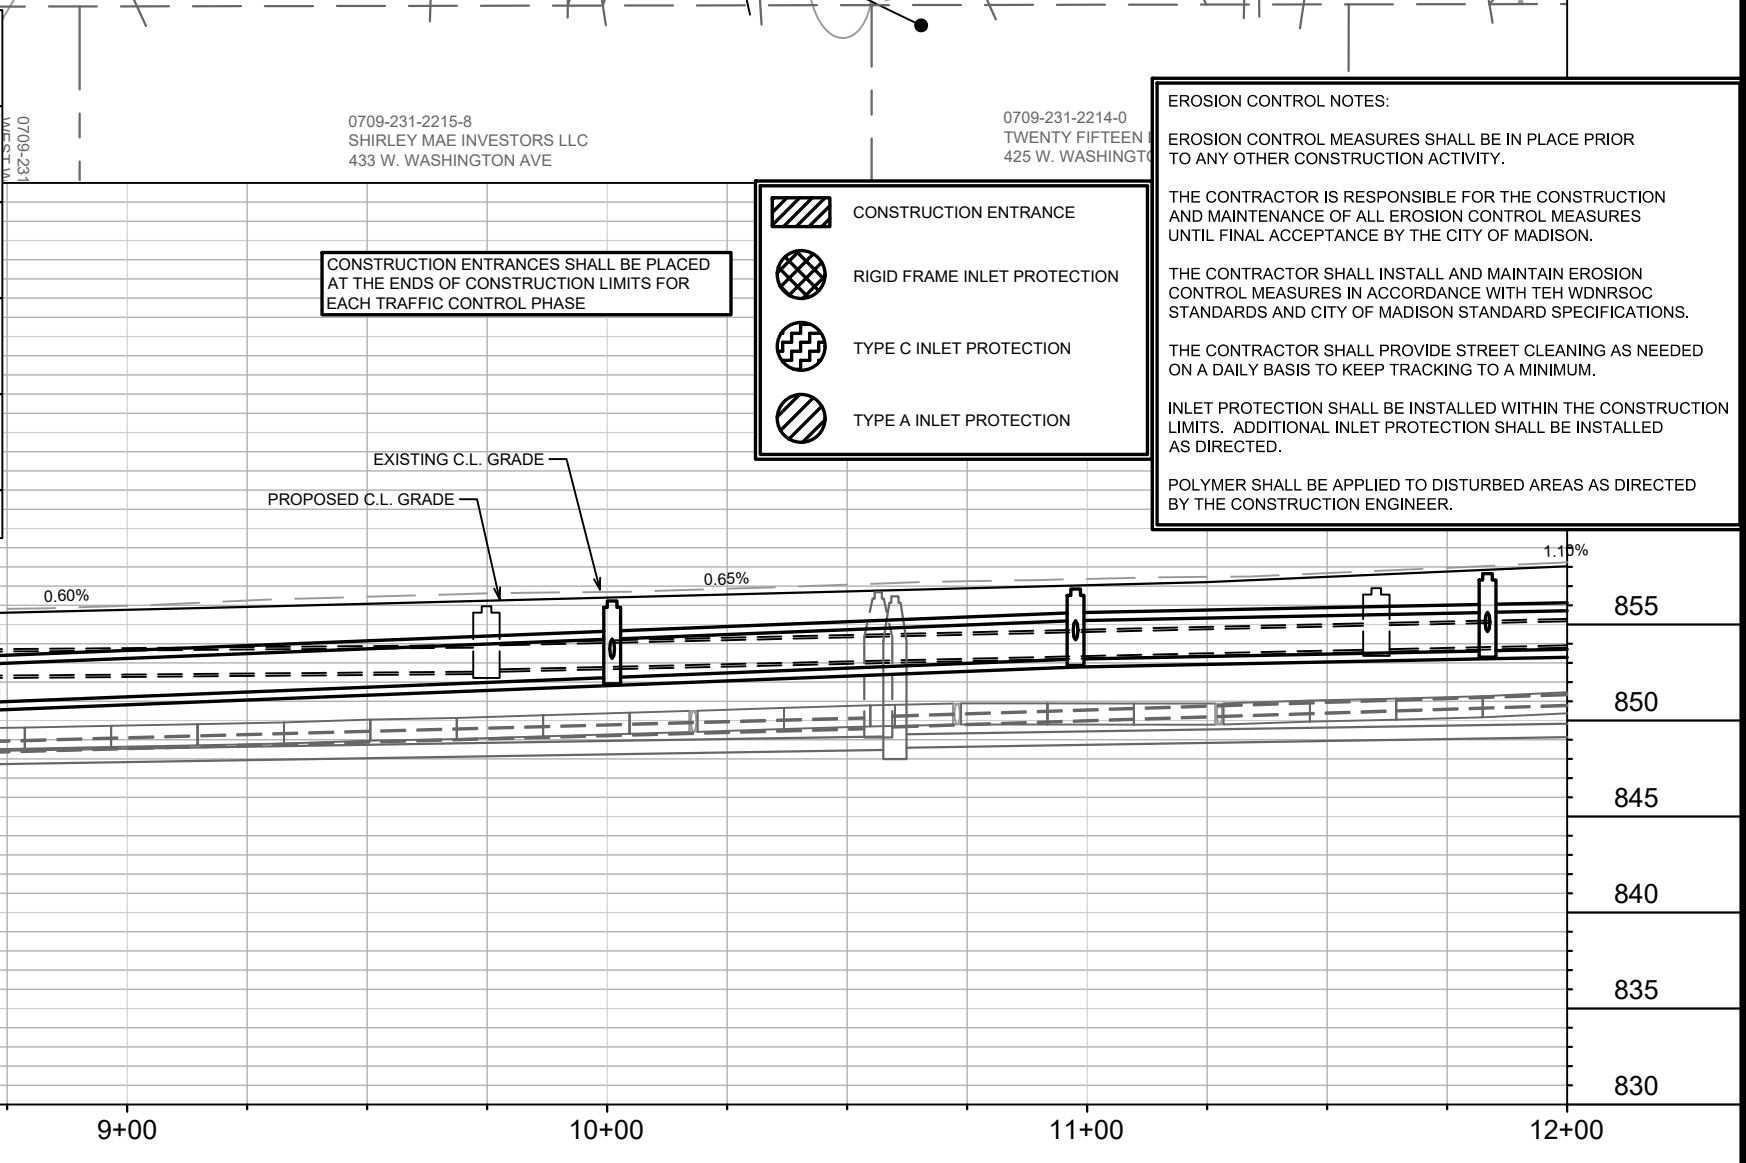 0709-231
WEST W
0709-231-2215-8
SHIRLEY MAE INVESTORS LLC
433 W. WASHINGTON AVE
0709-231-2214-0
TWENTY FIFTEEN
425 W. WASHINGTO
EROSION CONTROL NOTES:
EROSION CONTROL MEASURES SHALL BE IN PLACE PRIOR
TO ANY OTHER CONSTRUCTION ACTIVITY.
THE CONTRACTOR IS RESPONSIBLE FOR THE CONSTRUCTION
AND MAINTENANCE OF ALL EROSION CONTROL MEASURES
UNTIL FINAL ACCEPTANCE BY THE CITY OF MADISON.
THE CONTRACTOR SHALL INSTALL AND MAINTAIN EROSION
CONTROL MEASURES IN ACCORDANCE WITH TEH WDNRSOC
STANDARDS AND CITY OF MADISON STANDARD SPECIFICATIONS.
THE CONTRACTOR SHALL PROVIDE STREET CLEANING AS NEEDED
ON A DAILY BASIS TO KEEP TRACKING TO A MINIMUM.
INLET PROTECTION SHALL BE INSTALLED WITHIN THE CONSTRUCTION
LIMITS. ADDITIONAL INLET PROTECTION SHALL BE INSTALLED
AS DIRECTED.
POLYMER SHALL BE APPLIED TO DISTURBED AREAS AS DIRECTED
BY THE CONSTRUCTION ENGINEER.
CONSTRUCTION ENTRANCE
RIGID FRAME INLET PROTECTION
TYPE C INLET PROTECTION
TYPE A INLET PROTECTION
CONSTRUCTION ENTRANCES SHALL BE PLACED
AT THE ENDS OF CONSTRUCTION LIMITS FOR
EACH TRAFFIC CONTROL PHASE
EXISTING C.L. GRADE
PROPOSED C.L. GRADE
0.60%
0.65%
1.10%
855
850
845
840
835
830
9+00
10+00
11+00
12+00